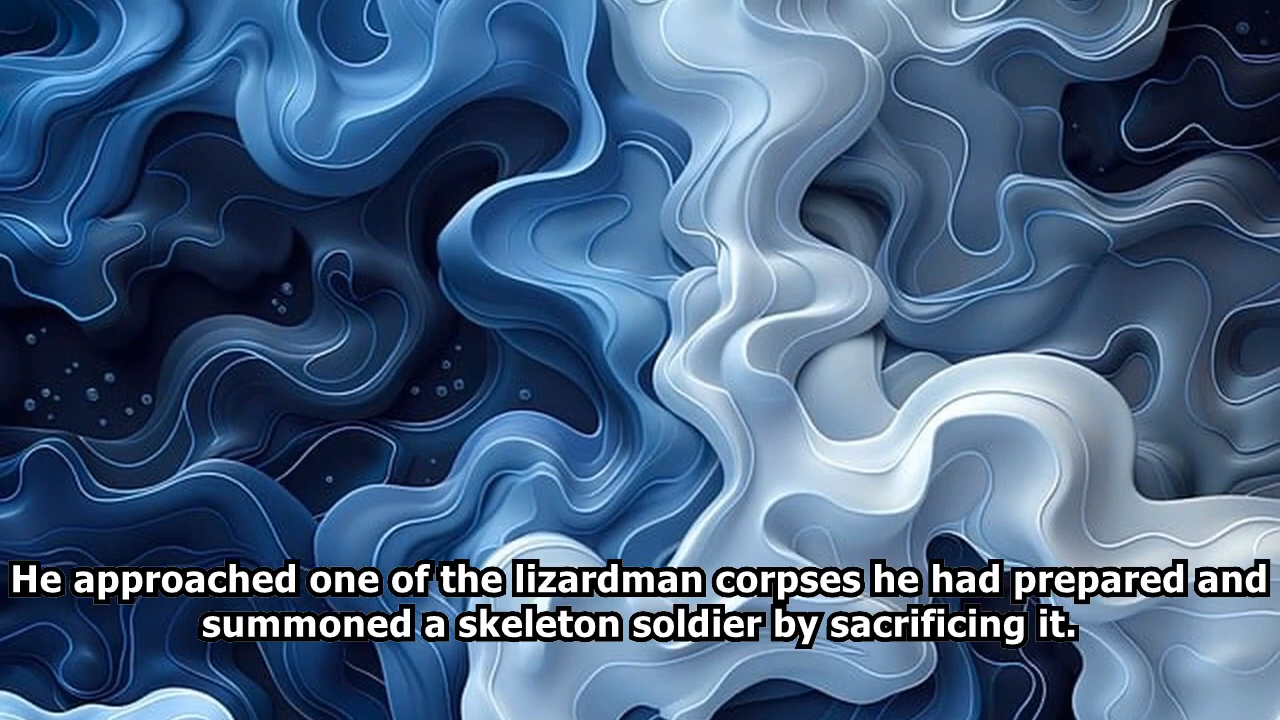 He approached one of the lizardman corpses he had prepared and
summoned a skeleton soldier by sacrificing it.